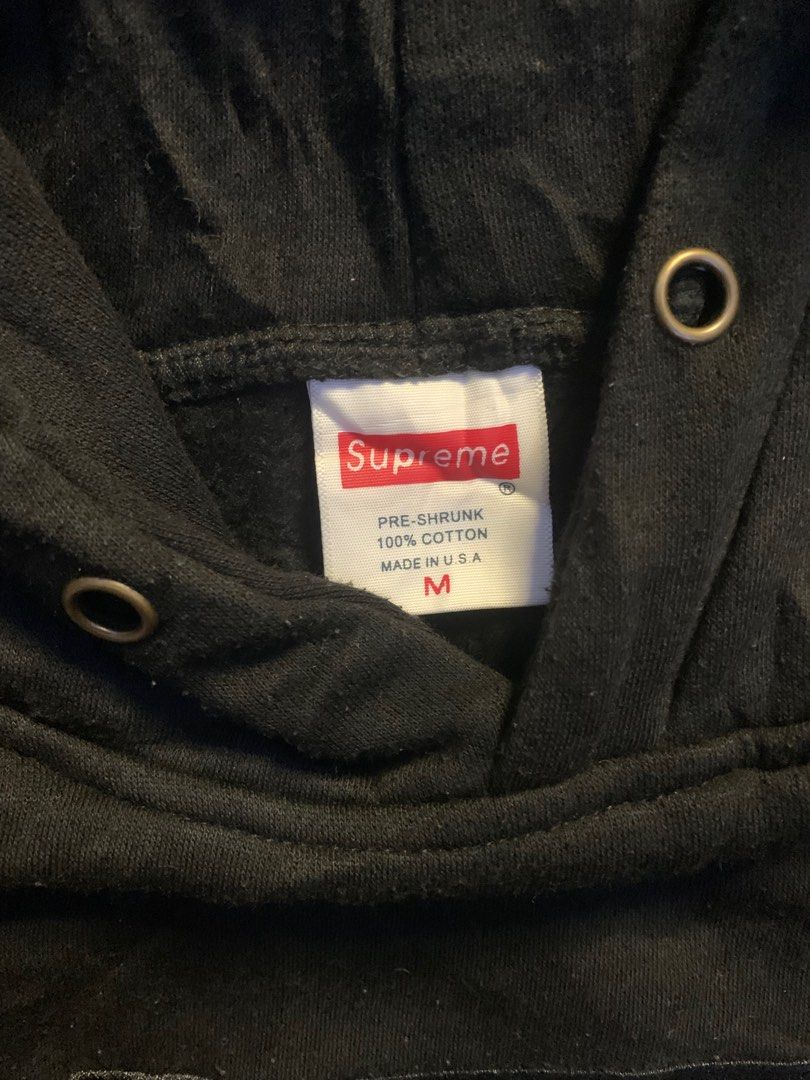 Supreme
®
PRE-SHRUNK
100% COTTON
MADE IN U.S.A
M